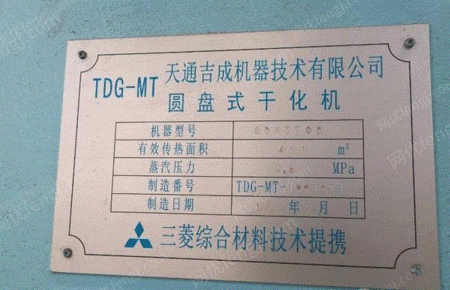 TDG-MT 天通吉成机器技术有限公司
圆盘式干化机
机器型号
有效传热面积 m²
蒸汽压力 MPa
制造番号 TDG-MT-
制造日期 年 月 日
三菱综合材料技术提携